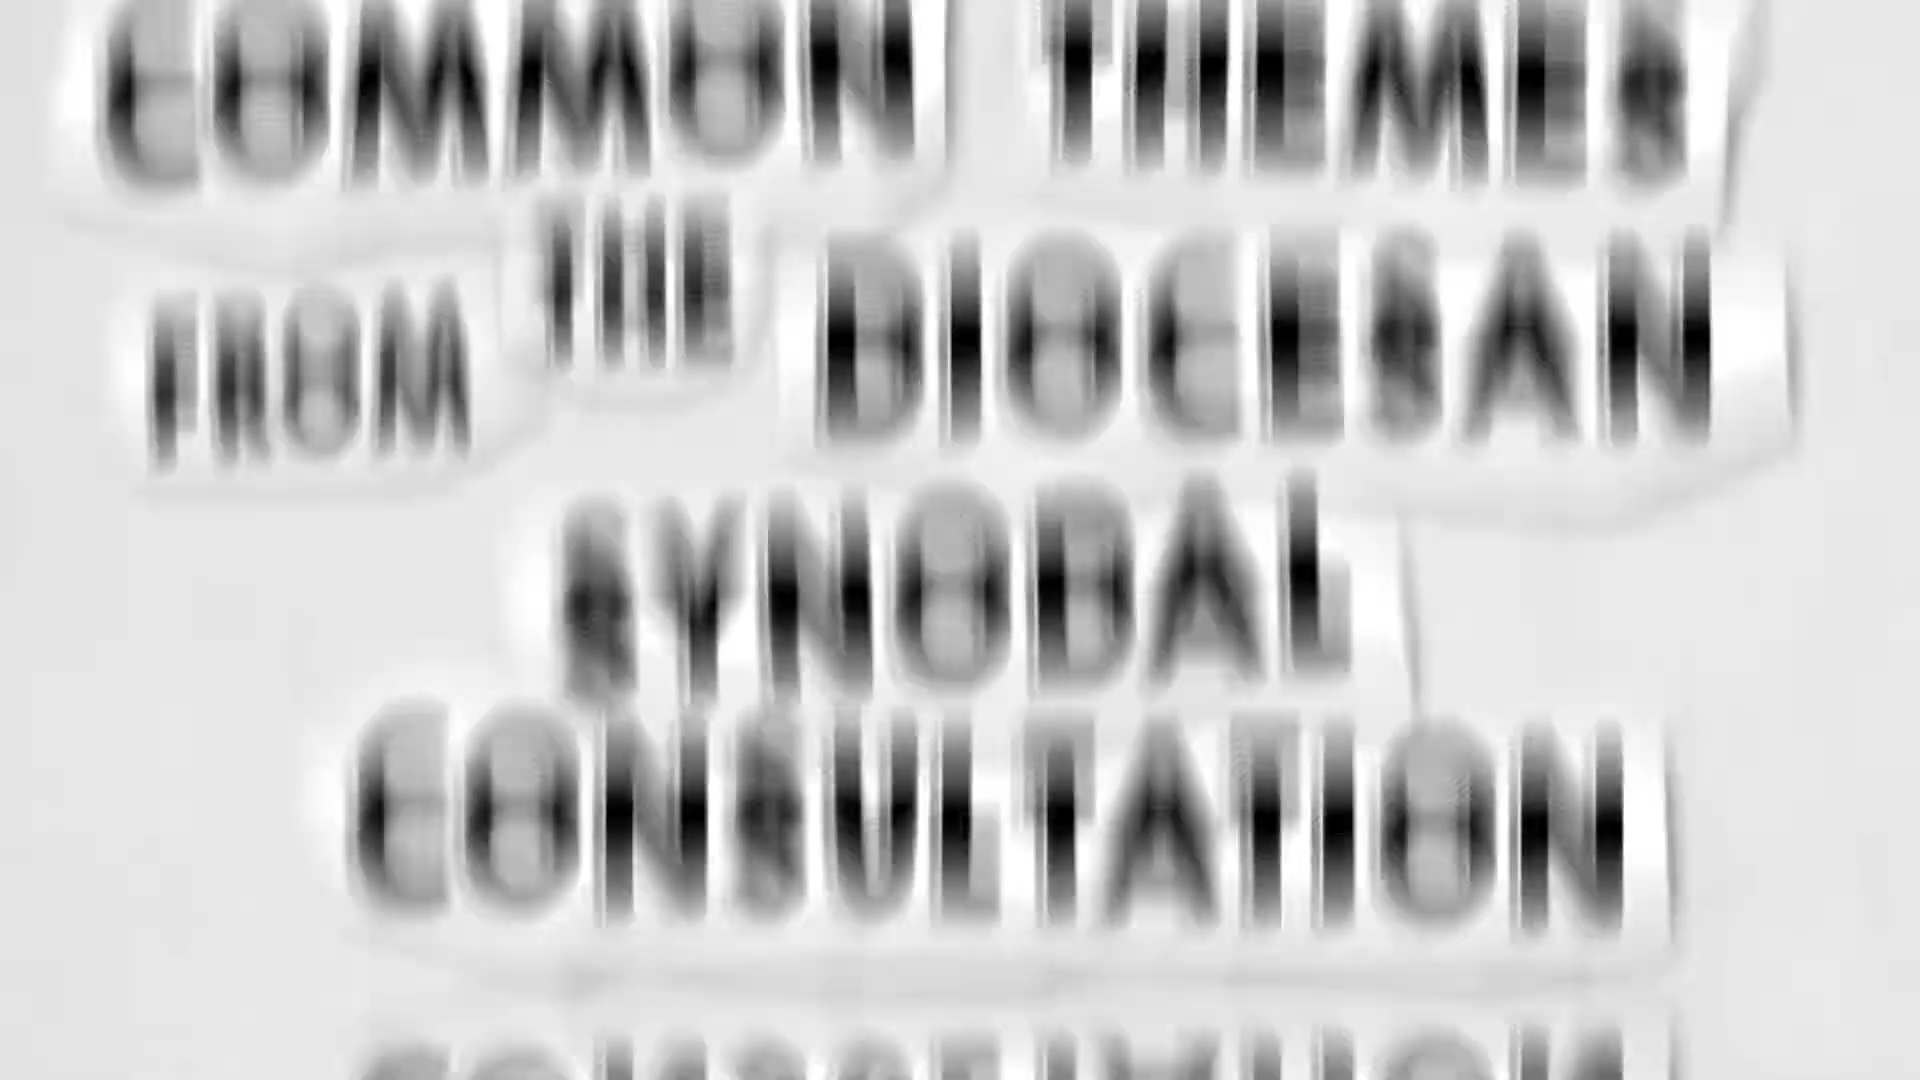 COMMON THEMES
FROM THE DIOCESAN
SYNODAL
CONSULTATION